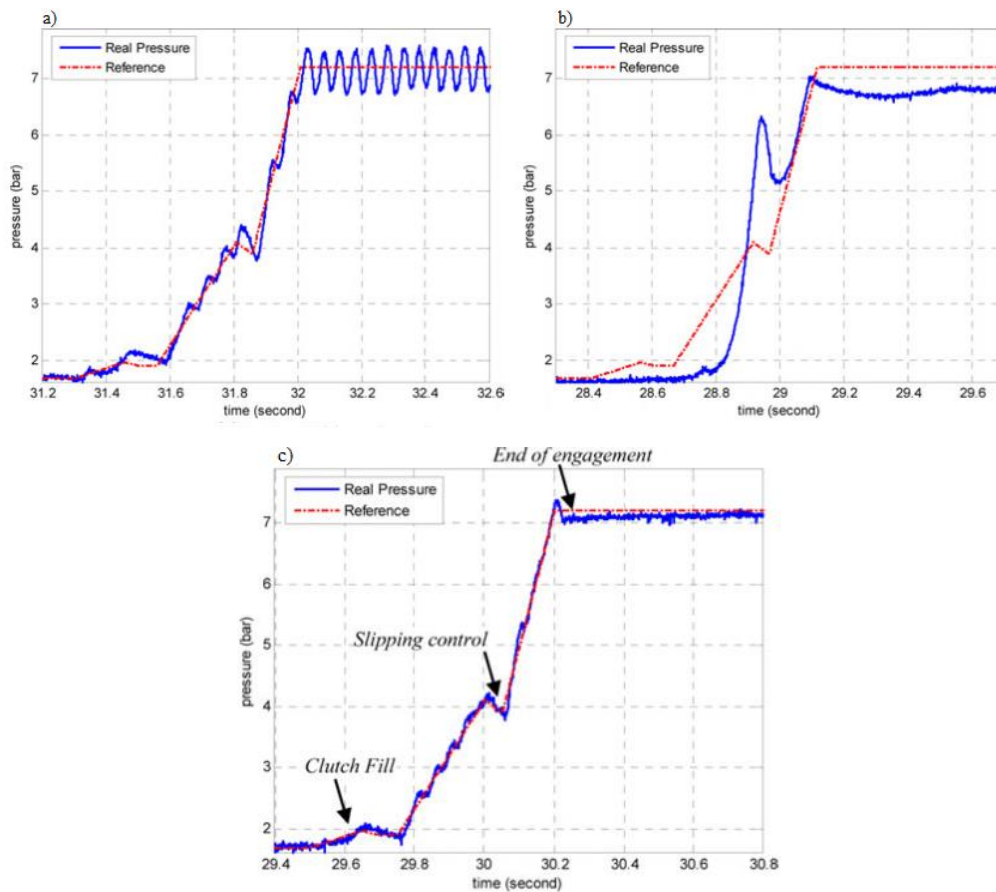 a)
Real Pressure
Reference
7
6
5
4
3
2
pressure (bar)
31.2 31.4 31.6 31.8 32 32.2 32.4 32.6
time (second)
b)
Real Pressure
Reference
7
6
5
4
3
2
pressure (bar)
28.4 28.6 28.8 29 29.2 29.4 29.6
time (second)
c)
End of engagement
Real Pressure
Reference
Slipping control
Clutch Fill
7
6
5
4
3
2
pressure (bar)
29.4 29.6 29.8 30 30.2 30.4 30.6 30.8
time (second)